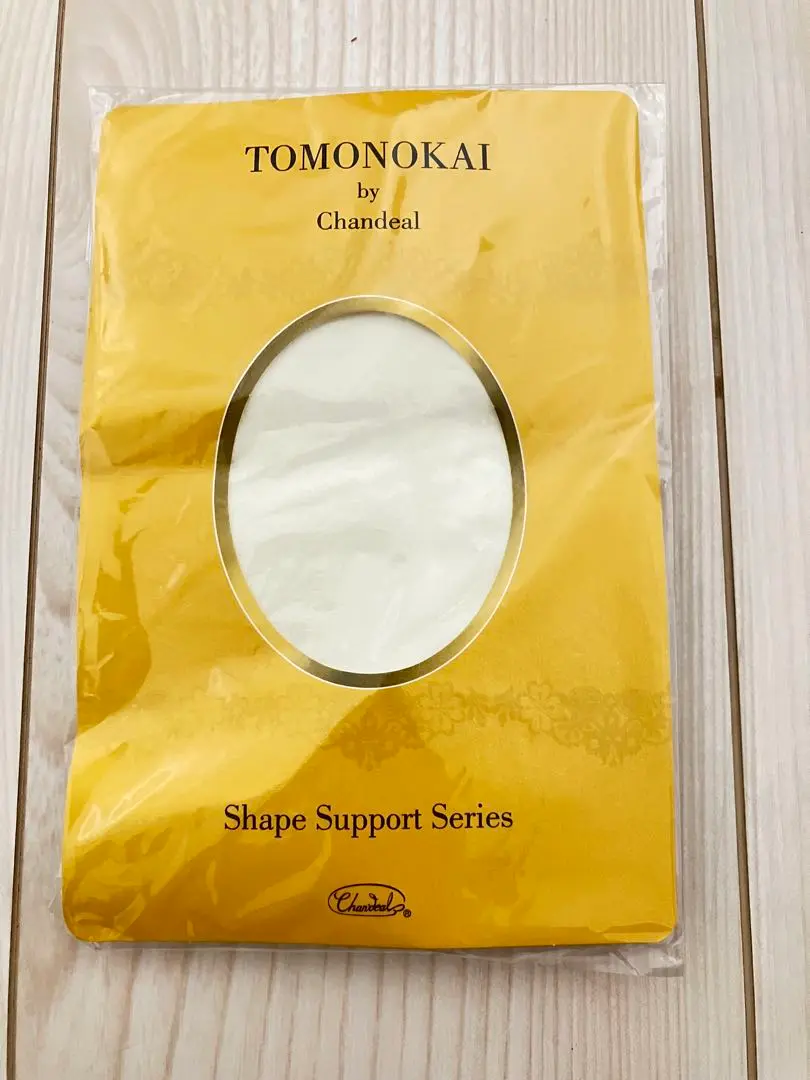 TOMONOKAI
by
Chandeal
Shape Support Series
Chandeal®